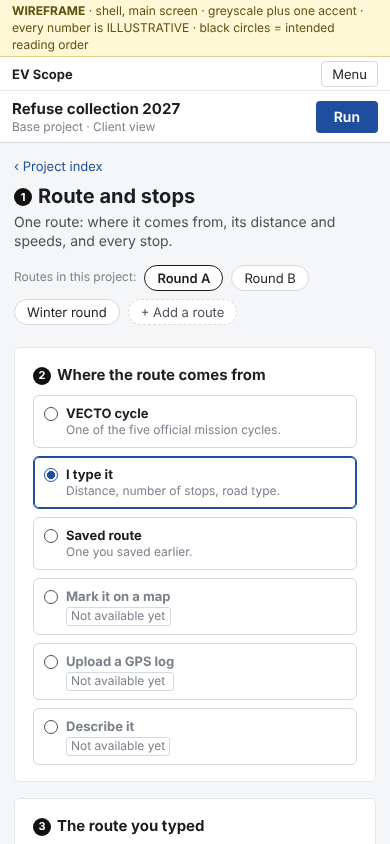 WIREFRAME · shell, main screen · greyscale plus one accent ·
every number is ILLUSTRATIVE · black circles = intended
reading order
EV Scope
Menu
Refuse collection 2027
Base project · Client view
Run
‹ Project index
1 Route and stops
One route: where it comes from, its distance and
speeds, and every stop.
Routes in this project:
Round A
Round B
Winter round
+ Add a route
2 Where the route comes from
VECTO cycle
One of the five official mission cycles.
I type it
Distance, number of stops, road type.
Saved route
One you saved earlier.
Mark it on a map
Not available yet
Upload a GPS log
Not available yet
Describe it
Not available yet
3 The route you typed